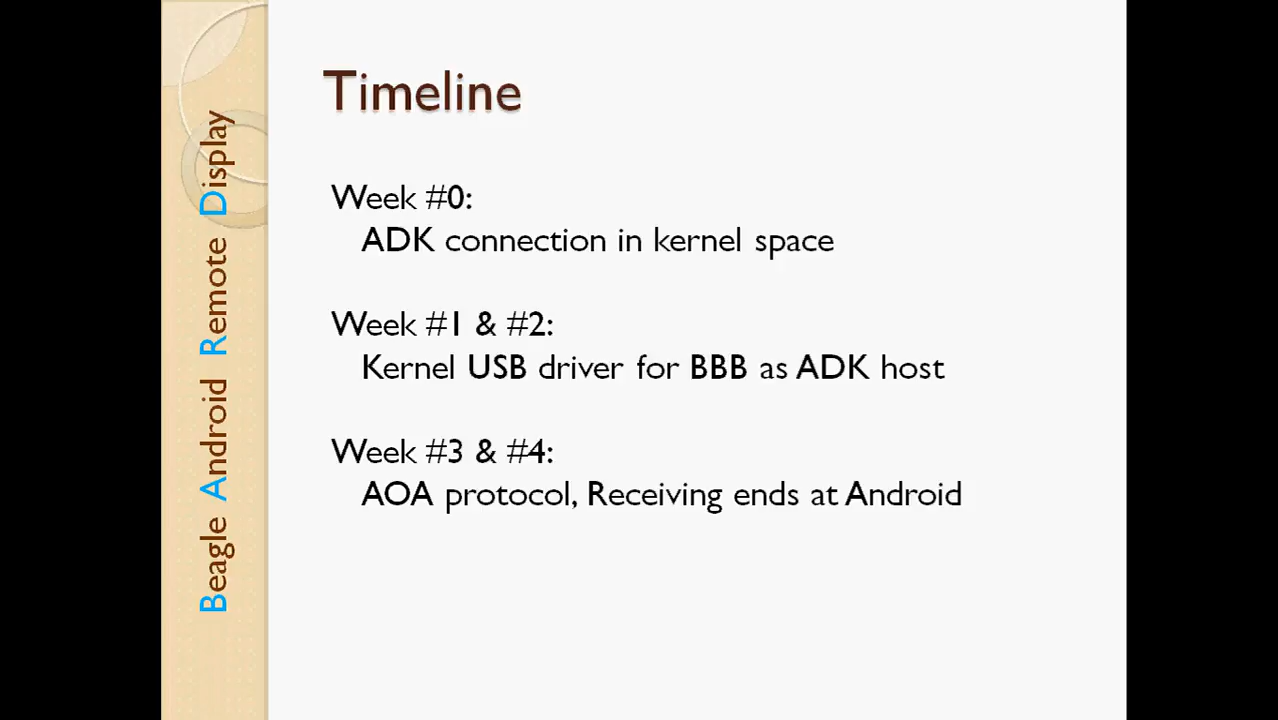 Beagle Android Remote Display
Timeline
Week #0:
ADK connection in kernel space
Week #1 & #2:
Kernel USB driver for BBB as ADK host
Week #3 & #4:
AOA protocol, Receiving ends at Android